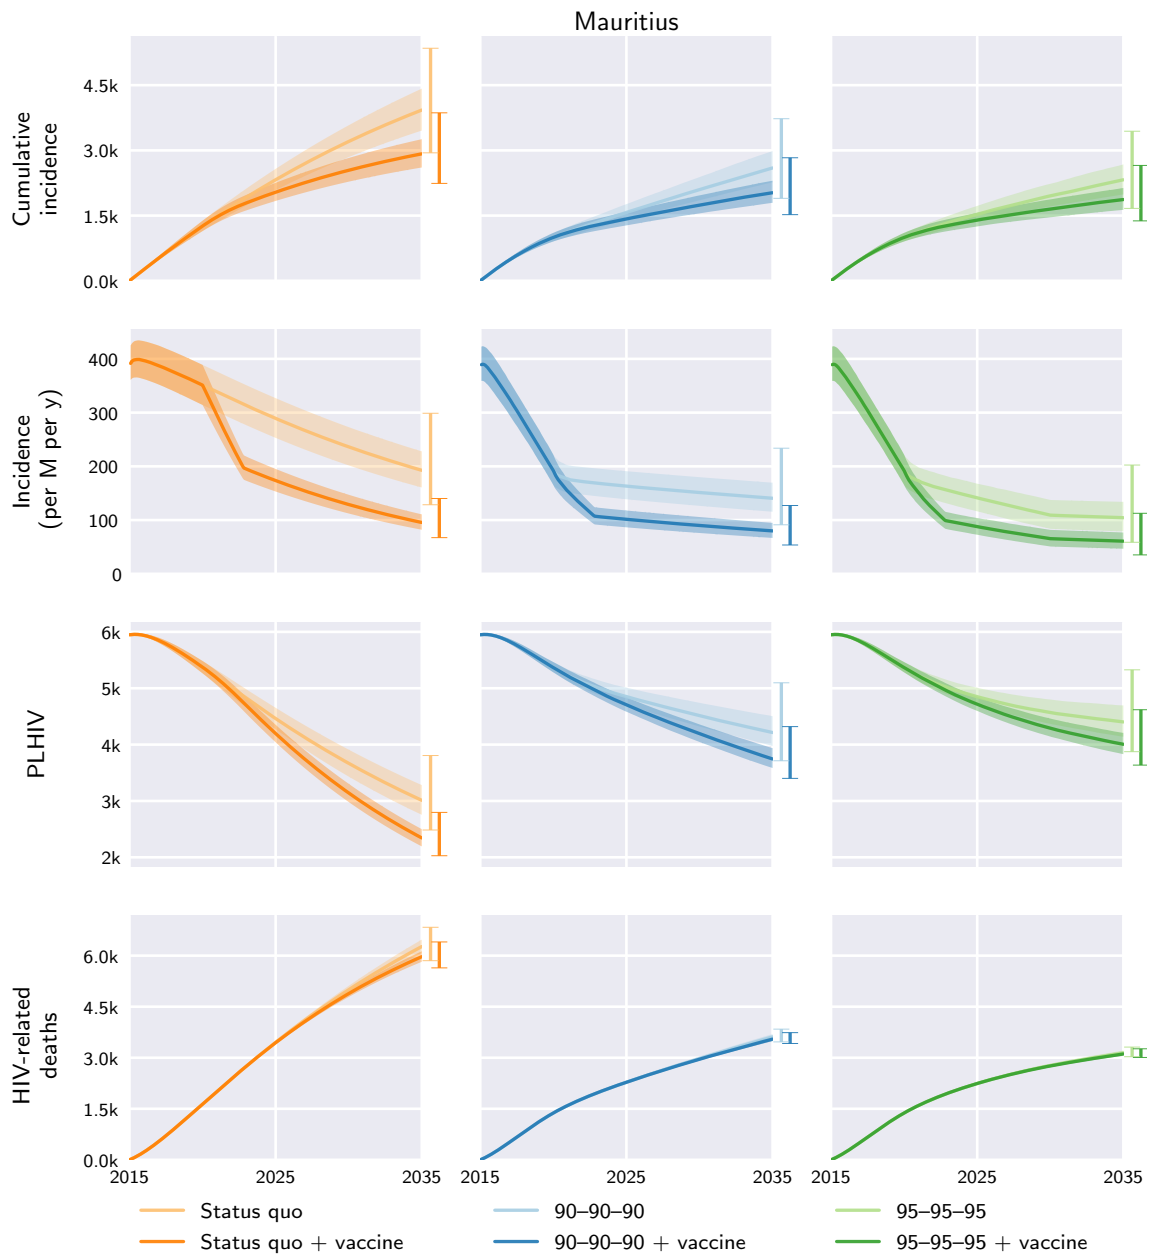 Mauritius
Cumulative
incidence
4.5k
3.0k
1.5k
0.0k
Incidence
(per M per y)
400
300
200
100
0
PLHIV
6k
5k
4k
3k
2k
HIV-related
deaths
6.0k
4.5k
3.0k
1.5k
0.0k
2015 2025 2035 2015 2025 2035 2015 2025 2035
Status quo 90–90–90 95–95–95
Status quo + vaccine 90–90–90 + vaccine 95–95–95 + vaccine